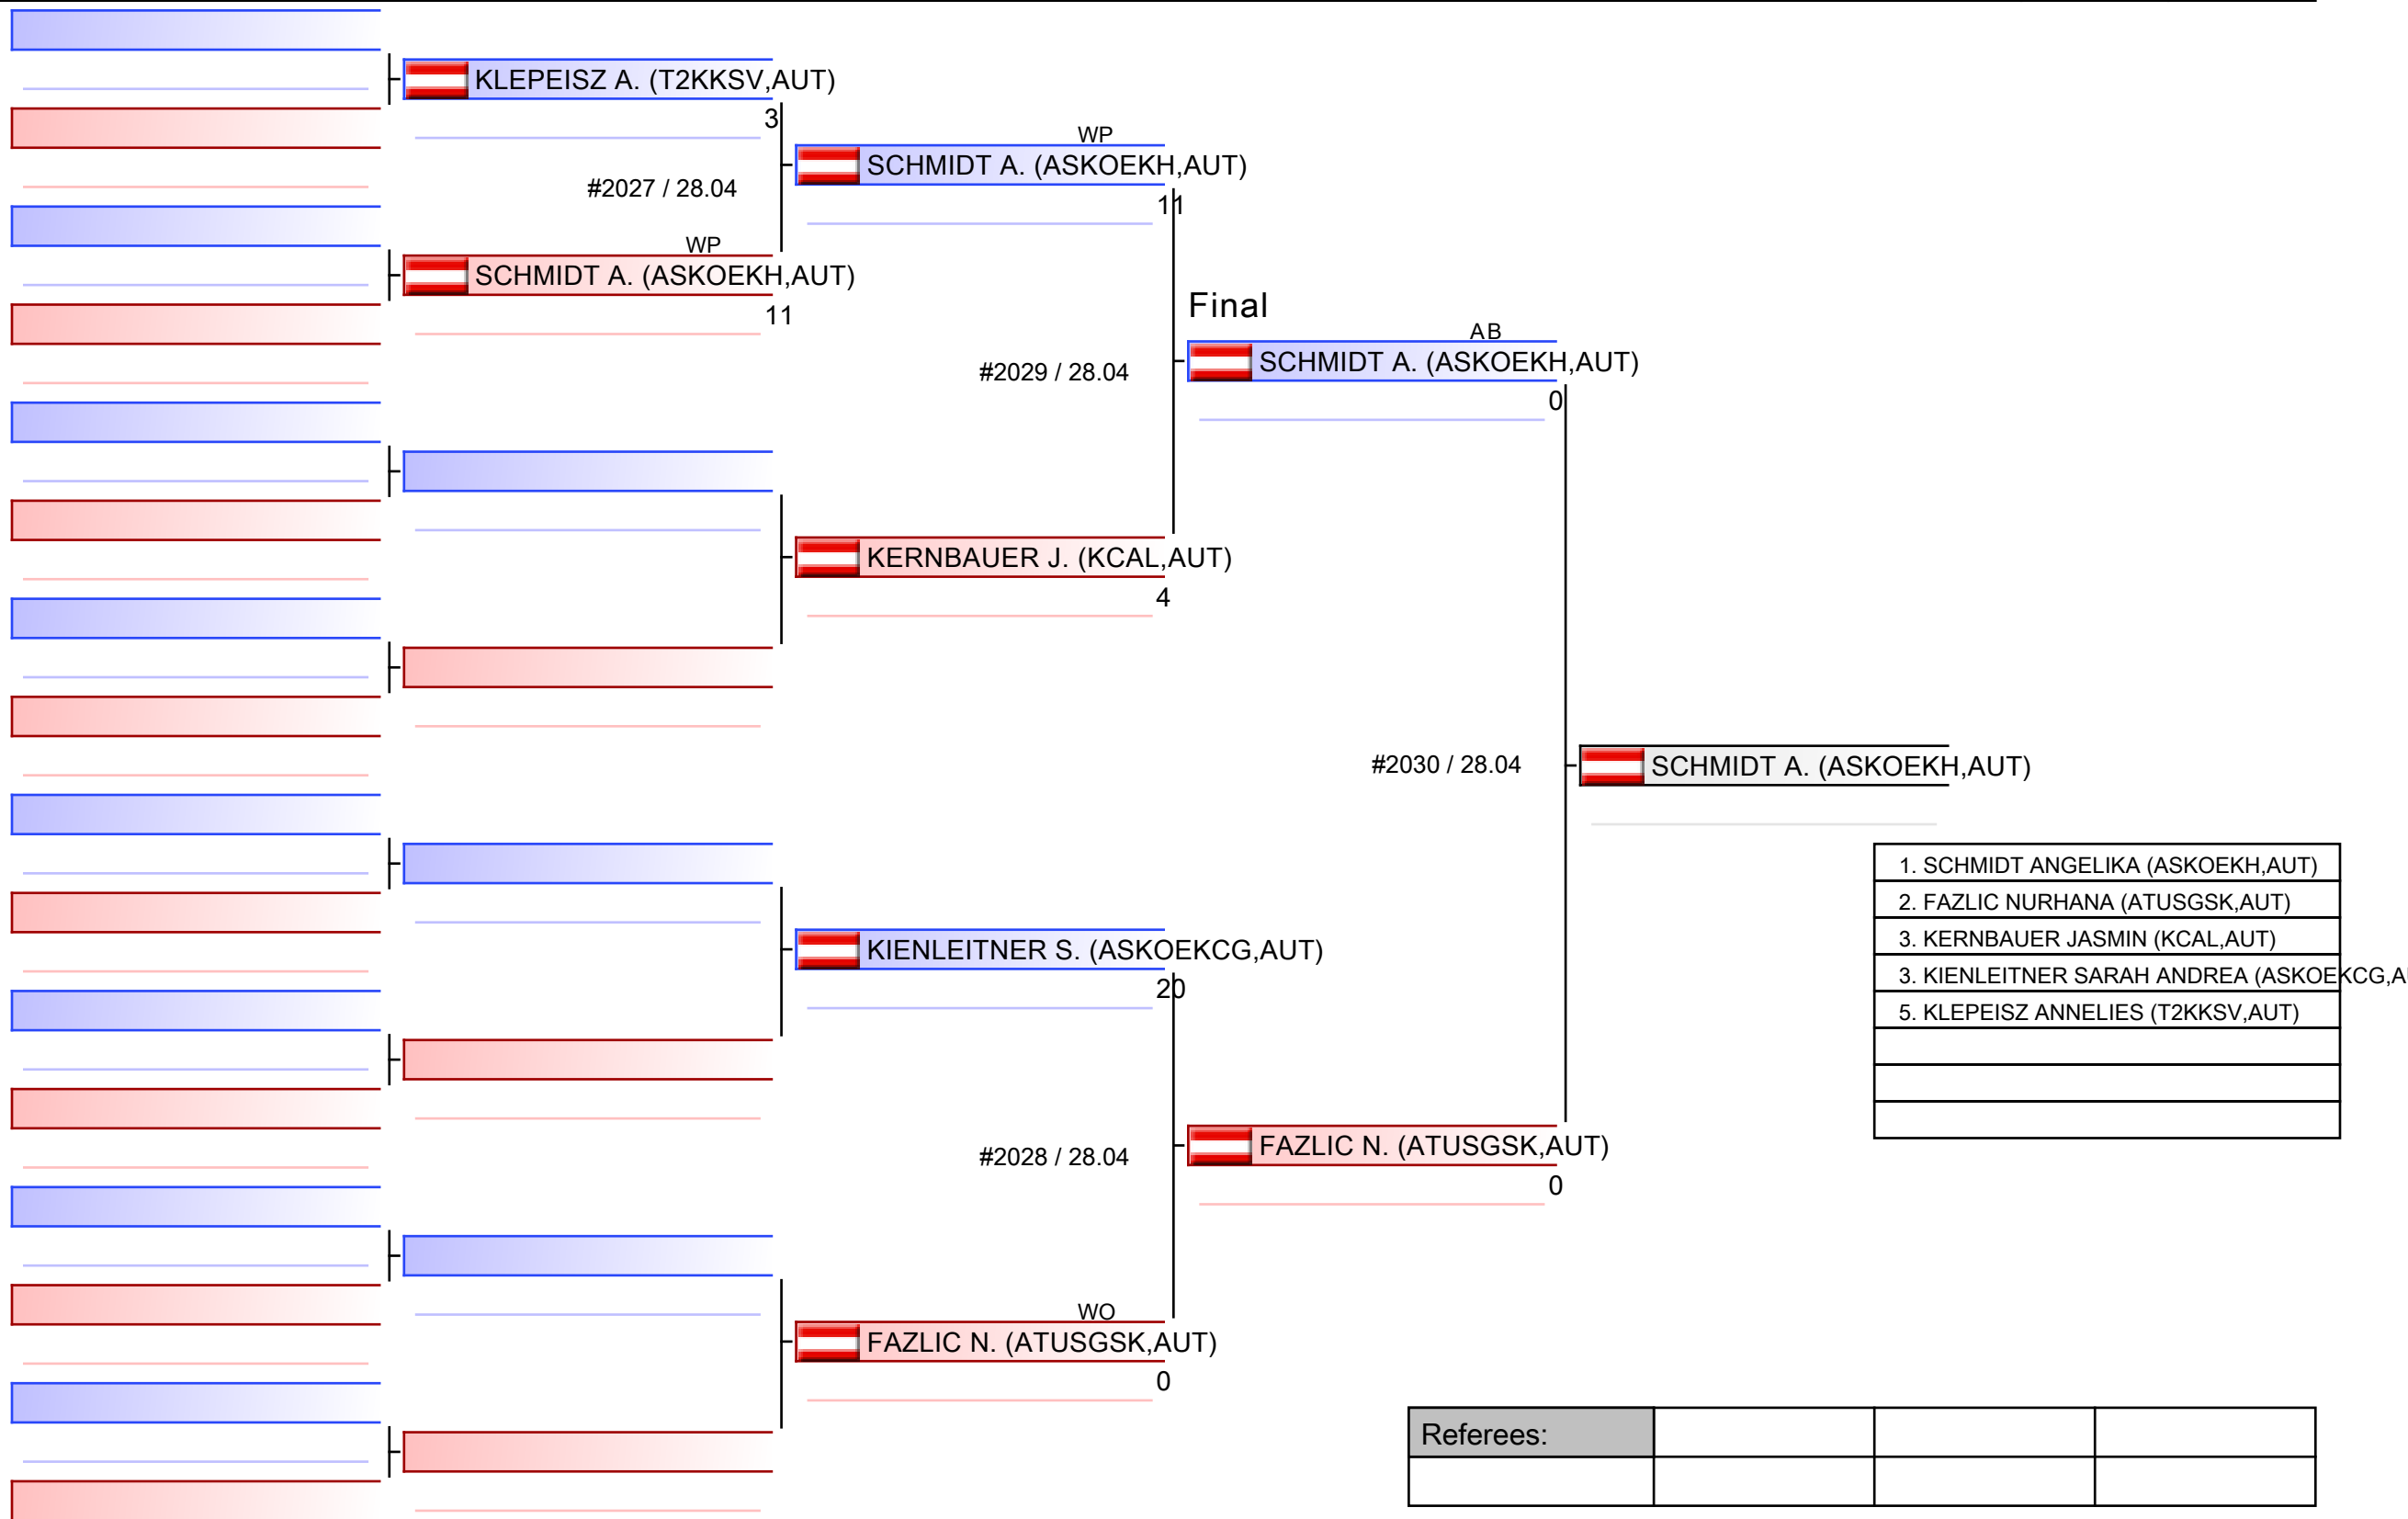 KLEPEISZ A. (T2KKSV,AUT)
3
#2027 / 28.04
WP
SCHMIDT A. (ASKOEKH,AUT)
11
WP
SCHMIDT A. (ASKOEKH,AUT)
11
#2029 / 28.04
KERNBAUER J. (KCAL,AUT)
4
KIENLEITNER S. (ASKOEKCG,AUT)
20
#2028 / 28.04
WO
FAZLIC N. (ATUSGSK,AUT)
0
Final
AB
SCHMIDT A. (ASKOEKH,AUT)
0
#2030 / 28.04
FAZLIC N. (ATUSGSK,AUT)
0
SCHMIDT A. (ASKOEKH,AUT)
1. SCHMIDT ANGELIKA (ASKOEKH,AUT)
2. FAZLIC NURHANA (ATUSGSK,AUT)
3. KERNBAUER JASMIN (KCAL,AUT)
3. KIENLEITNER SARAH ANDREA (ASKOEKCG,A
5. KLEPEISZ ANNELIES (T2KKSV,AUT)
Referees: